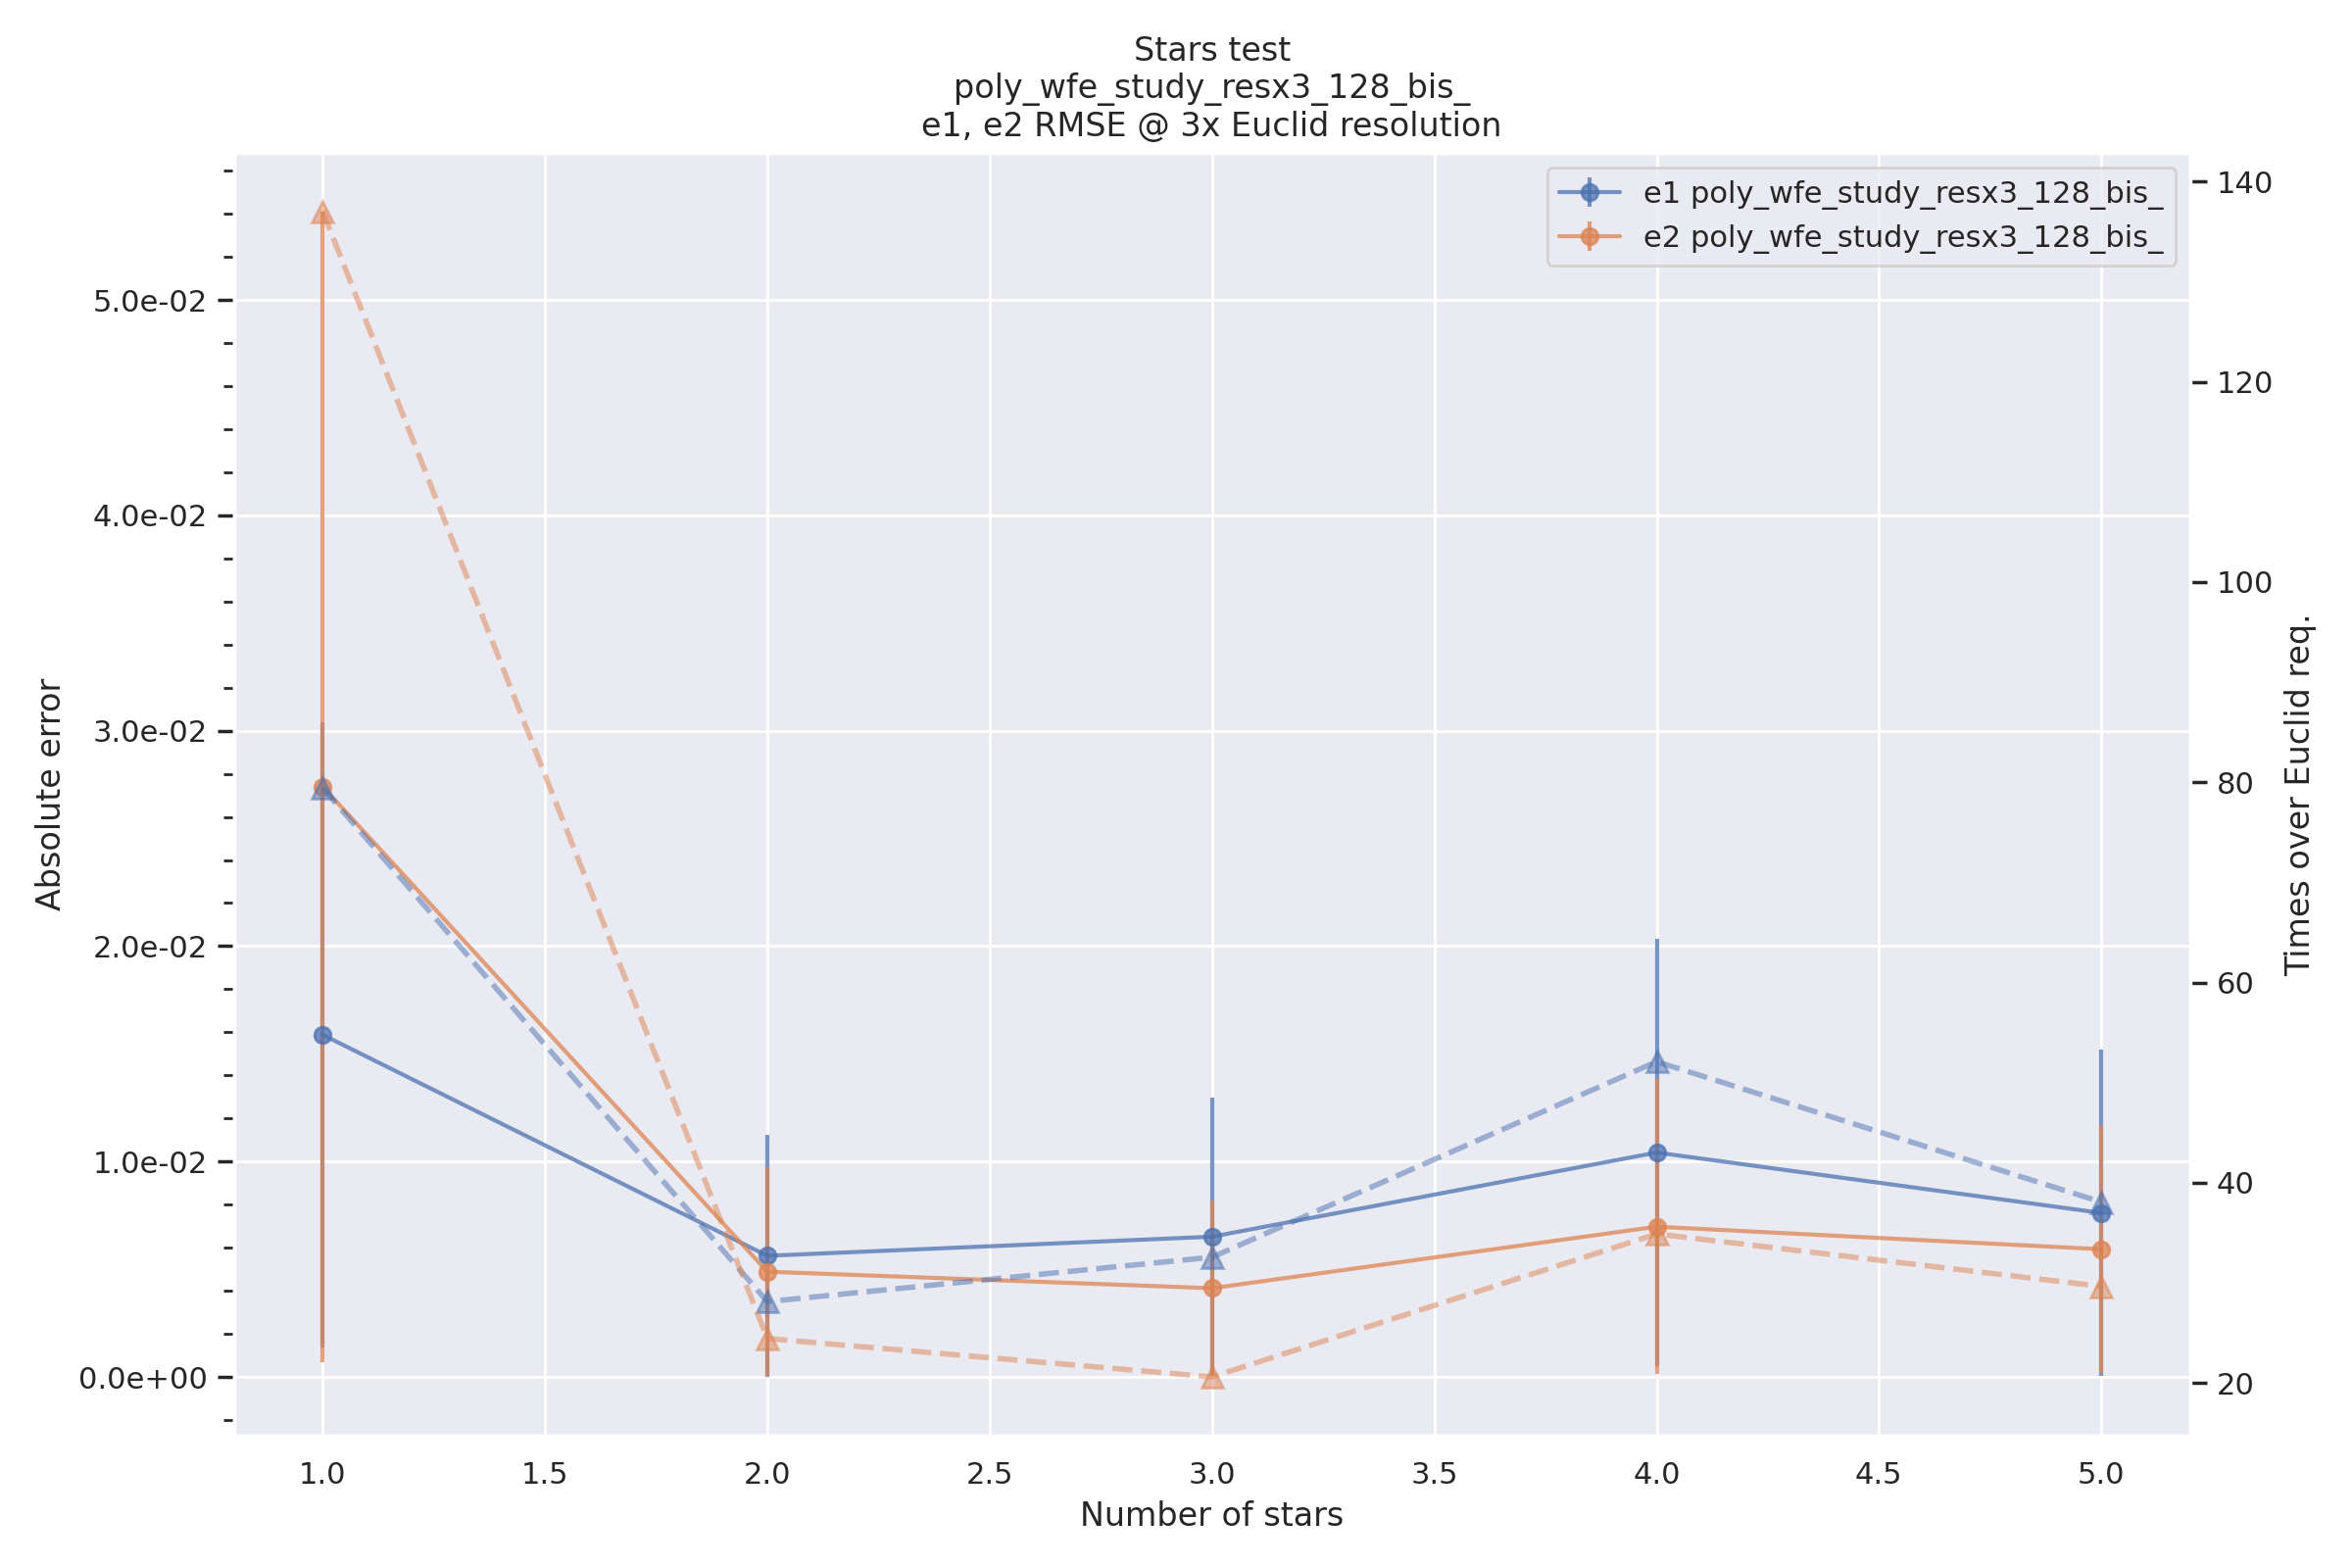 Stars test
poly_wfe_study_resx3_128_bis_
e1, e2 RMSE @ 3x Euclid resolution
e1 poly_wfe_study_resx3_128_bis_
e2 poly_wfe_study_resx3_128_bis_
Absolute error
5.0e-02
4.0e-02
3.0e-02
2.0e-02
1.0e-02
0.0e+00
140
120
100
80
60
40
20
Times over Euclid req.
1.0 1.5 2.0 2.5 3.0 3.5 4.0 4.5 5.0
Number of stars